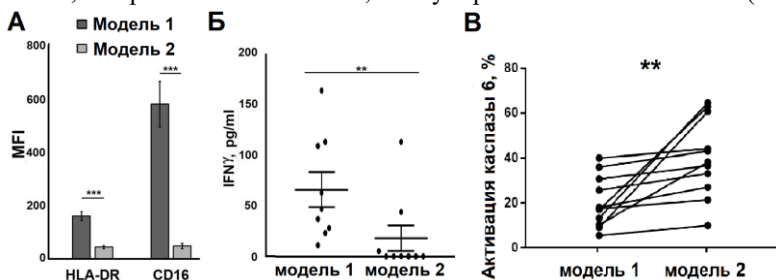 А
Модель 1
Модель 2
800
600
400
200
0
MFI
***
***
HLA-DR
CD16
Б
200
150
100
50
0
IFNγ, pg/ml
**
модель 1
модель 2
В
Активация каспазы 6, %
80
60
40
20
0
**
модель 1
модель 2